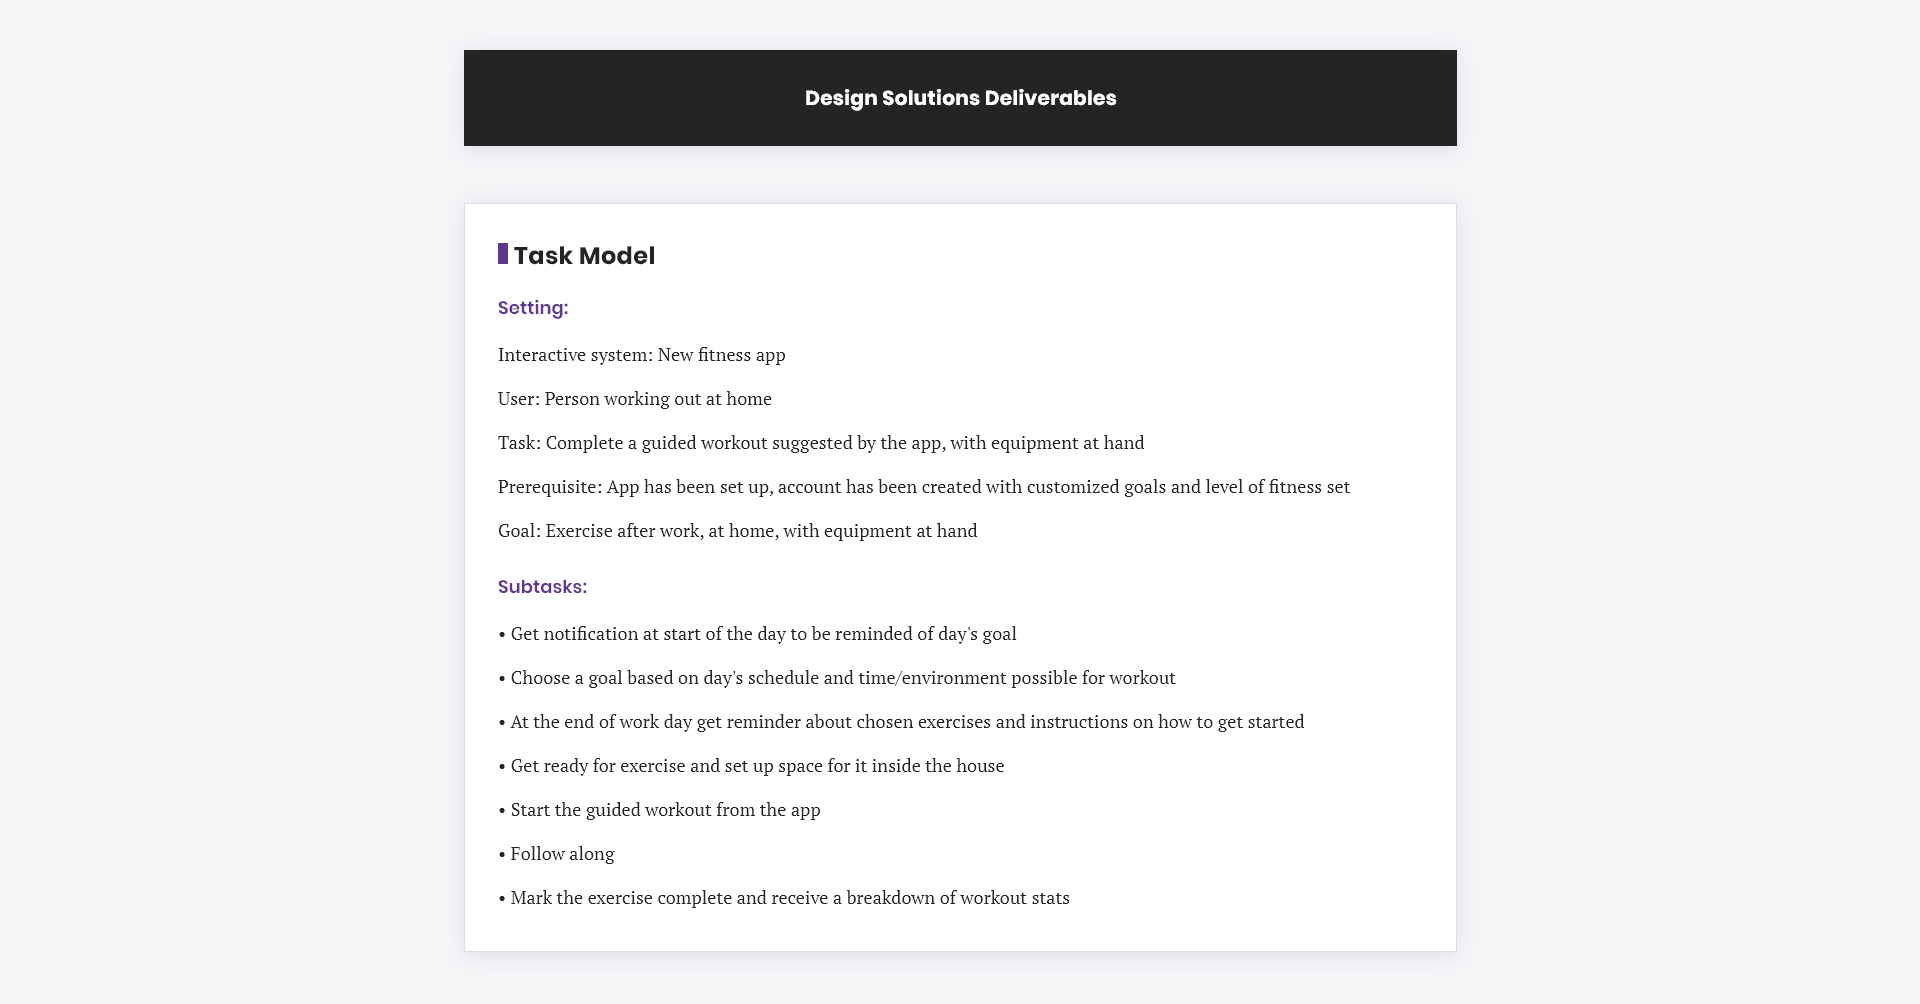 Design Solutions Deliverables
Task Model
Setting:
Interactive system: New fitness app
User: Person working out at home
Task: Complete a guided workout suggested by the app, with equipment at hand
Prerequisite: App has been set up, account has been created with customized goals and level of fitness set
Goal: Exercise after work, at home, with equipment at hand
Subtasks:
• Get notification at start of the day to be reminded of day's goal
• Choose a goal based on day's schedule and time/environment possible for workout
• At the end of work day get reminder about chosen exercises and instructions on how to get started
• Get ready for exercise and set up space for it inside the house
• Start the guided workout from the app
• Follow along
• Mark the exercise complete and receive a breakdown of workout stats